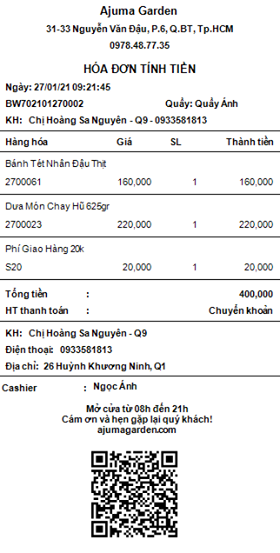 Ajuma Garden
31-33 Nguyễn Văn Đậu, P.6, Q.BT, Tp.HCM
0978.48.77.35
HÓA ĐƠN TÍNH TIỀN
Ngày: 27/01/21 09:21:45
BW702101270002 Quầy: Quầy Ánh
KH: Chị Hoàng Sa Nguyên - Q9 - 0933581813
Hàng hóa Giá SL Thành tiền
Bánh Tét Nhân Đậu Thịt
2700061 160,000 1 160,000
Dưa Món Chay Hũ 625gr
2700023 220,000 1 220,000
Phí Giao Hàng 20k
S20 20,000 1 20,000
Tổng tiền : 400,000
HT thanh toán : Chuyển khoản
KH: Chị Hoàng Sa Nguyên - Q9
Điện thoại: 0933581813
Địa chỉ: 26 Huỳnh Khương Ninh, Q1
Cashier : Ngọc Ánh
Mở cửa từ 08h đến 21h
Cám ơn và hẹn gặp lại quý khách!
ajumagarden.com